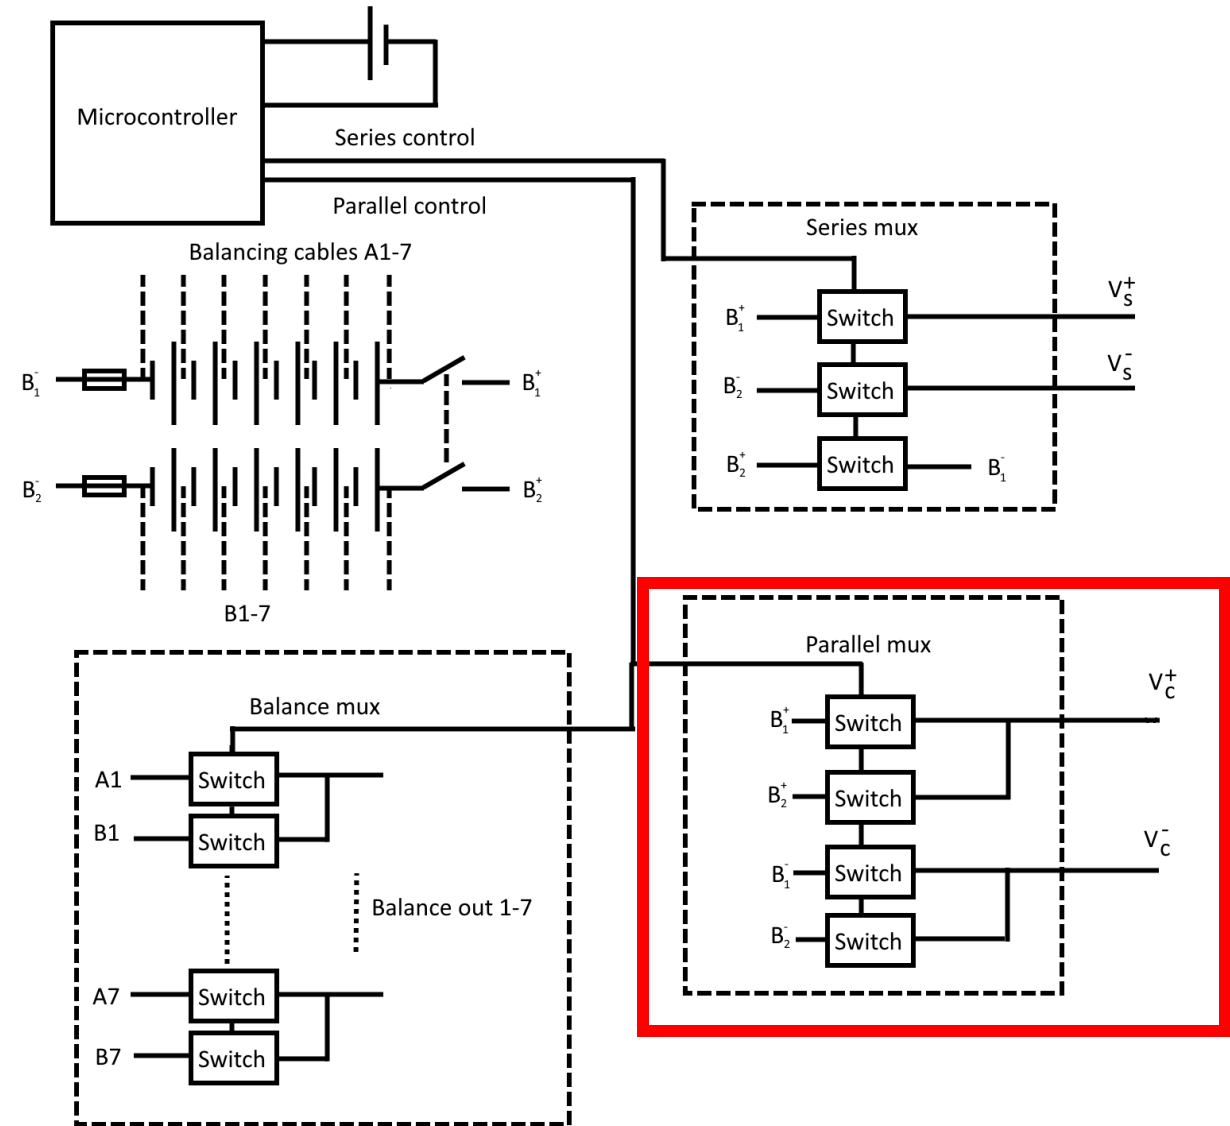 Microcontroller
Series control
Parallel control
Balancing cables A1-7
B₁⁻
B₁⁺
B₂⁻
B₂⁺
B1-7
Series mux
B₁⁺
Switch
Vₛ⁺
B₂⁻
Switch
Vₛ⁻
B₂⁺
Switch
B₁⁻
Balance mux
A1
Switch
B1
Switch
Balance out 1-7
A7
Switch
B7
Switch
Parallel mux
B₁⁺
Switch
V_c⁺
B₂⁺
Switch
B₁⁻
Switch
V_c⁻
B₂⁻
Switch